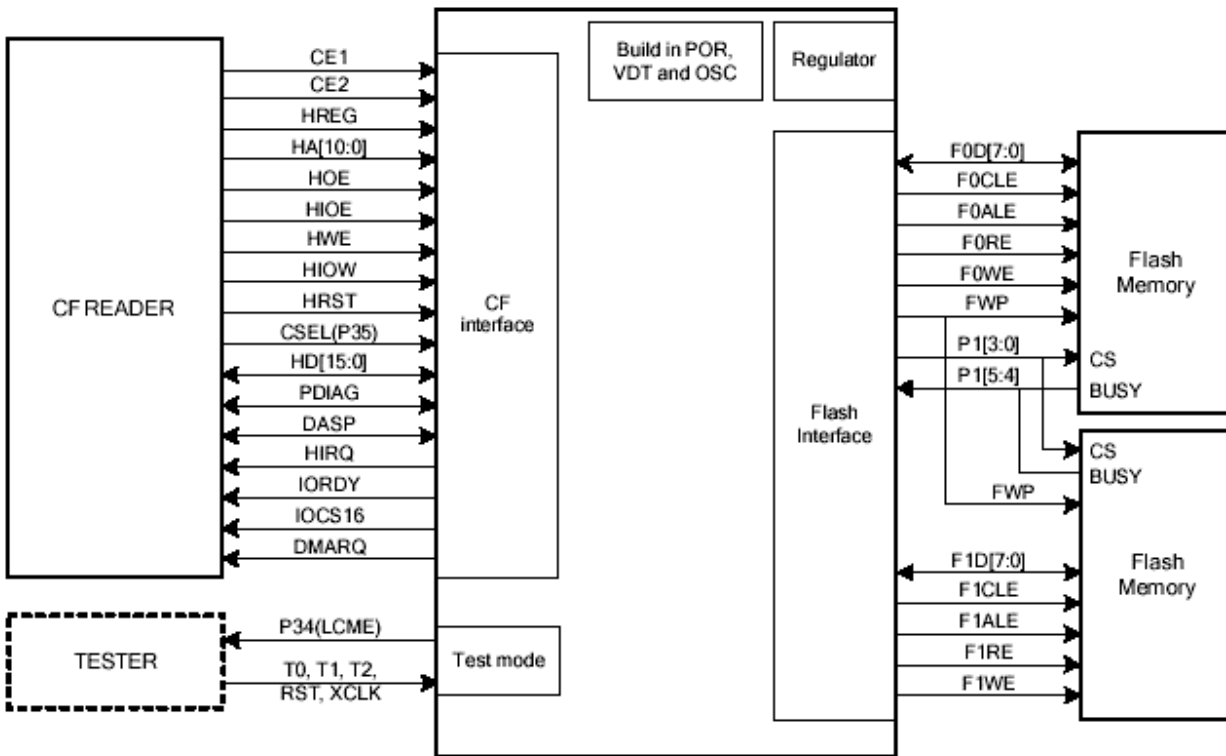 CF READER
CE1
CE2
HREG
HA[10:0]
HOE
HIOE
HWE
HIOW
HRST
CSEL(P35)
HD[15:0]
PDIAG
DASP
HIRQ
IORDY
IOCS16
DMARQ
TESTER
P34(LCME)
T0, T1, T2,
RST, XCLK
CF
interface
Test mode
Build in POR,
VDT and OSC
Regulator
Flash
Interface
F0D[7:0]
F0CLE
F0ALE
F0RE
F0WE
FWP
P1[3:0]
P1[5:4]
Flash
Memory
CS
BUSY
CS
BUSY
FWP
F1D[7:0]
F1CLE
F1ALE
F1RE
F1WE
Flash
Memory